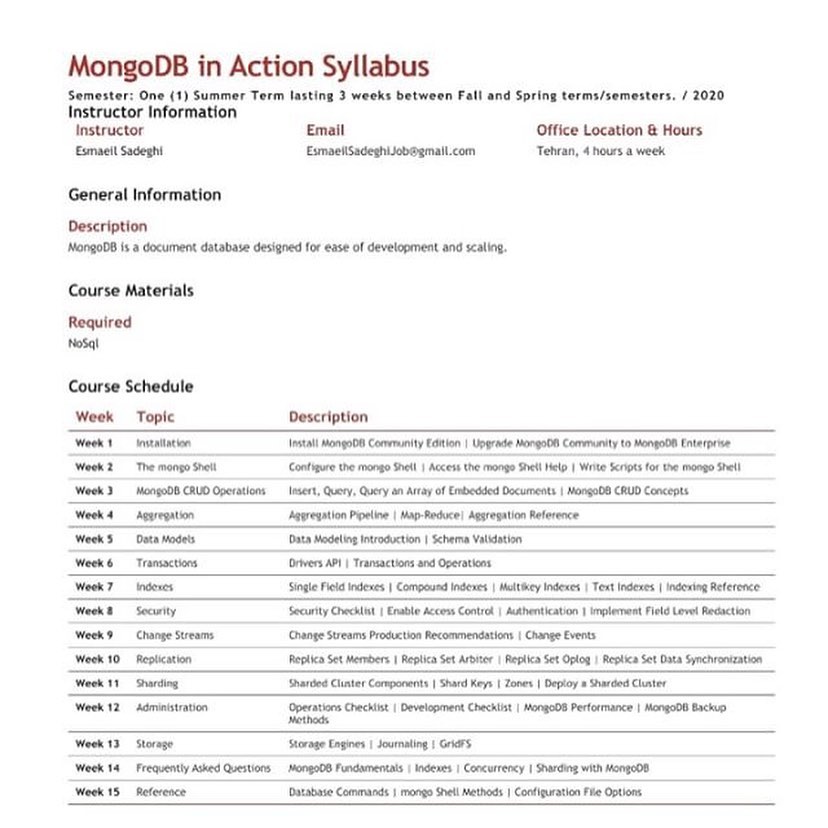 MongoDB in Action Syllabus
Semester: One (1) Summer Term lasting 3 weeks between Fall and Spring terms/semesters. / 2020
Instructor Information
Instructor Email Office Location & Hours
Esmaeil Sadeghi EsmaeilSadeghiJob@gmail.com Tehran, 4 hours a week
General Information
Description
MongoDB is a document database designed for ease of development and scaling.
Course Materials
Required
NoSql
Course Schedule
Week Topic Description
Week 1 Installation Install MongoDB Community Edition | Upgrade MongoDB Community to MongoDB Enterprise
Week 2 The mongo Shell Configure the mongo Shell | Access the mongo Shell Help | Write Scripts for the mongo Shell
Week 3 MongoDB CRUD Operations Insert, Query, Query an Array of Embedded Documents | MongoDB CRUD Concepts
Week 4 Aggregation Aggregation Pipeline | Map-Reduce| Aggregation Reference
Week 5 Data Models Data Modeling Introduction | Schema Validation
Week 6 Transactions Drivers API | Transactions and Operations
Week 7 Indexes Single Field Indexes | Compound Indexes | Multikey Indexes | Text Indexes | Indexing Reference
Week 8 Security Security Checklist | Enable Access Control | Authentication | Implement Field Level Redaction
Week 9 Change Streams Change Streams Production Recommendations | Change Events
Week 10 Replication Replica Set Members | Replica Set Arbiter | Replica Set Oplog | Replica Set Data Synchronization
Week 11 Sharding Sharded Cluster Components | Shard Keys | Zones | Deploy a Sharded Cluster
Week 12 Administration Operations Checklist | Development Checklist | MongoDB Performance | MongoDB Backup
Methods
Week 13 Storage Storage Engines | Journaling | GridFS
Week 14 Frequently Asked Questions MongoDB Fundamentals | Indexes | Concurrency | Sharding with MongoDB
Week 15 Reference Database Commands | mongo Shell Methods | Configuration File Options